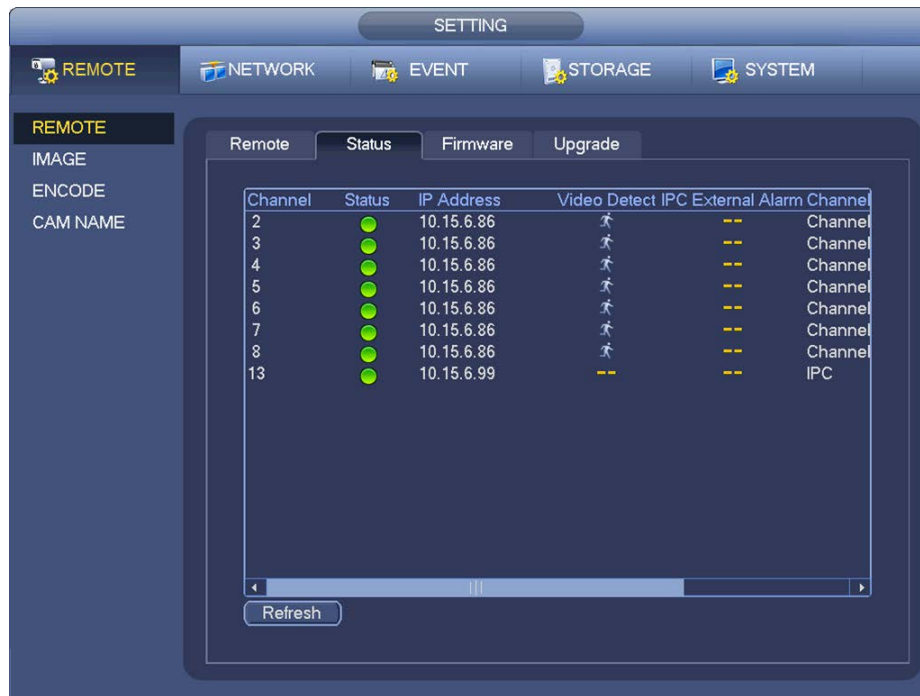 SETTING
REMOTE NETWORK EVENT STORAGE SYSTEM
REMOTE
IMAGE
ENCODE
CAM NAME
Remote Status Firmware Upgrade
Channel Status IP Address Video Detect IPC External Alarm Channel
2 10.15.6.86 -- Channel
3 10.15.6.86 -- Channel
4 10.15.6.86 -- Channel
5 10.15.6.86 -- Channel
6 10.15.6.86 -- Channel
7 10.15.6.86 -- Channel
8 10.15.6.86 -- Channel
13 10.15.6.99 -- -- IPC
Refresh